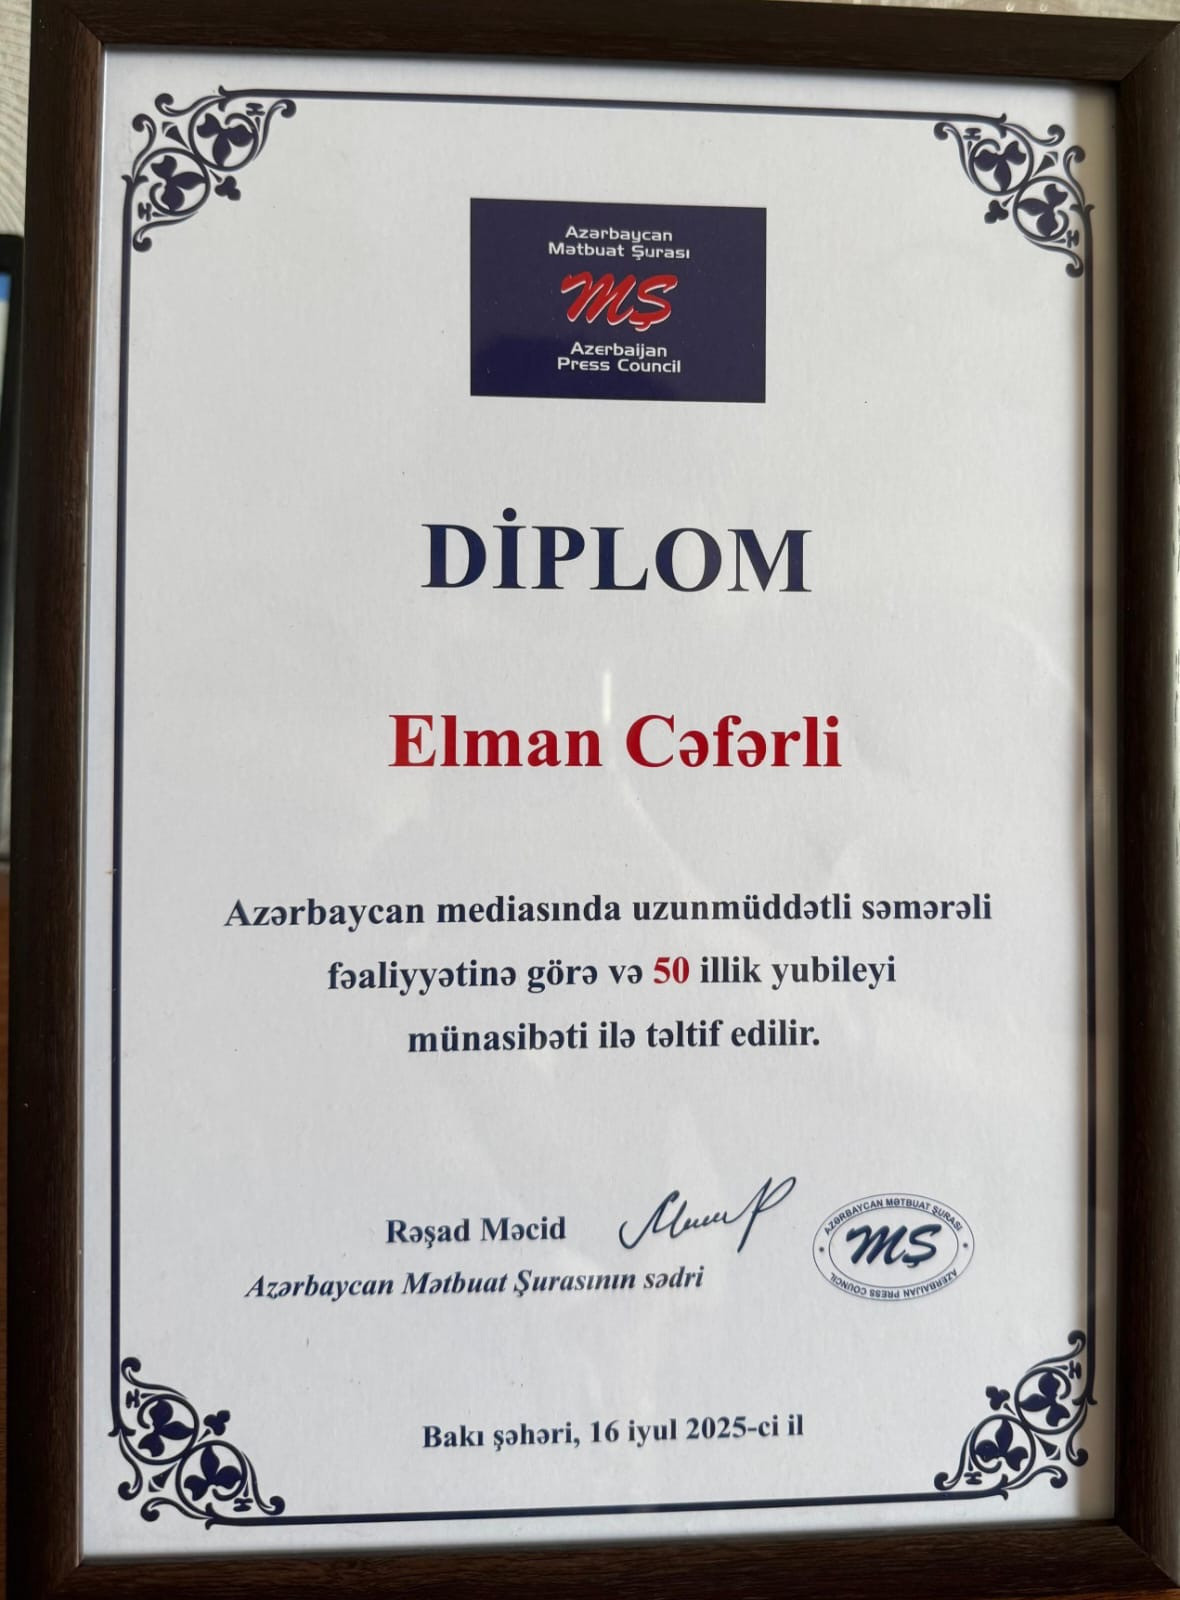 Azərbaycan
Mətbuat Şurası
MŞ
Azerbaijan
Press Council
DİPLOM
Elman Cəfərli
Azərbaycan mediasında uzunmüddətli səmərəli
fəaliyyətinə görə və 50 illik yubileyi
münasibəti ilə təltif edilir.
Rəşad Məcid
Azərbaycan Mətbuat Şurasının sədri
AZƏRBAYCAN MƏTBUAT ŞURASI
MŞ
AZERBAIJAN PRESS COUNCIL
Bakı şəhəri, 16 iyul 2025-ci il